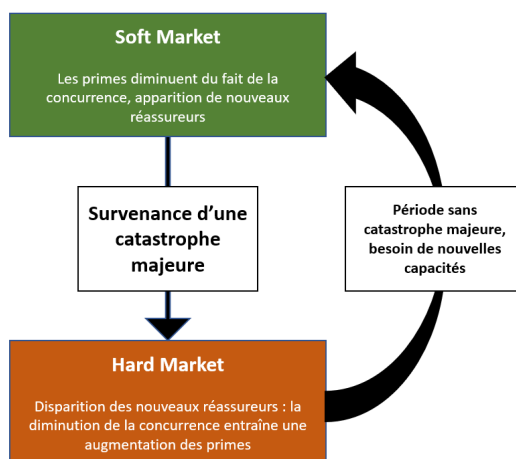 Soft Market
Les primes diminuent du fait de la
concurrence, apparition de nouveaux
réassureurs
Survenance d’une
catastrophe
majeure
Période sans
catastrophe majeure,
besoin de nouvelles
capacités
Hard Market
Disparition des nouveaux réassureurs : la
diminution de la concurrence entraîne une
augmentation des primes